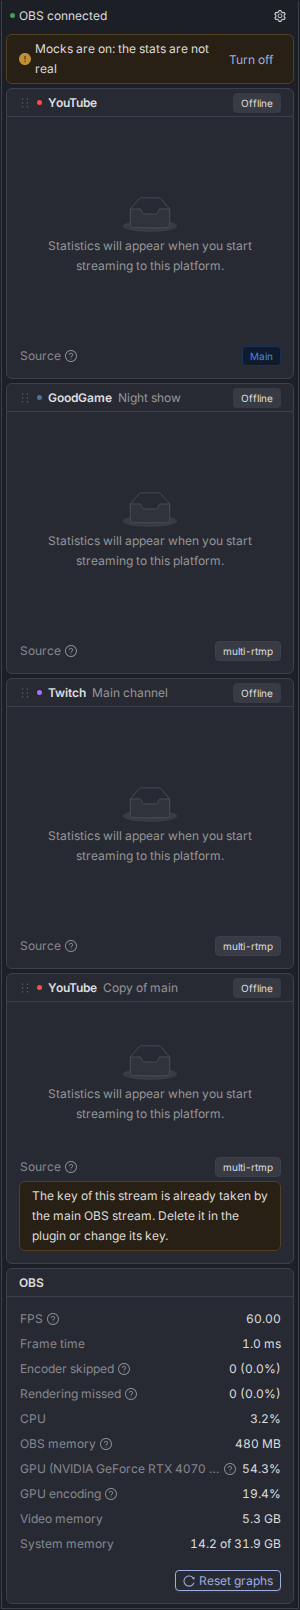 OBS connected
Mocks are on: the stats are not
real
Turn off
YouTube
Offline
Statistics will appear when you start
streaming to this platform.
Source
Main
GoodGame Night show
Offline
Statistics will appear when you start
streaming to this platform.
Source
multi-rtmp
Twitch Main channel
Offline
Statistics will appear when you start
streaming to this platform.
Source
multi-rtmp
YouTube Copy of main
Offline
Statistics will appear when you start
streaming to this platform.
Source
multi-rtmp
The key of this stream is already taken by
the main OBS stream. Delete it in the
plugin or change its key.
OBS
FPS 60.00
Frame time 1.0 ms
Encoder skipped 0 (0.0%)
Rendering missed 0 (0.0%)
CPU 3.2%
OBS memory 480 MB
GPU (NVIDIA GeForce RTX 4070 ... 54.3%
GPU encoding 19.4%
Video memory 5.3 GB
System memory 14.2 of 31.9 GB
Reset graphs